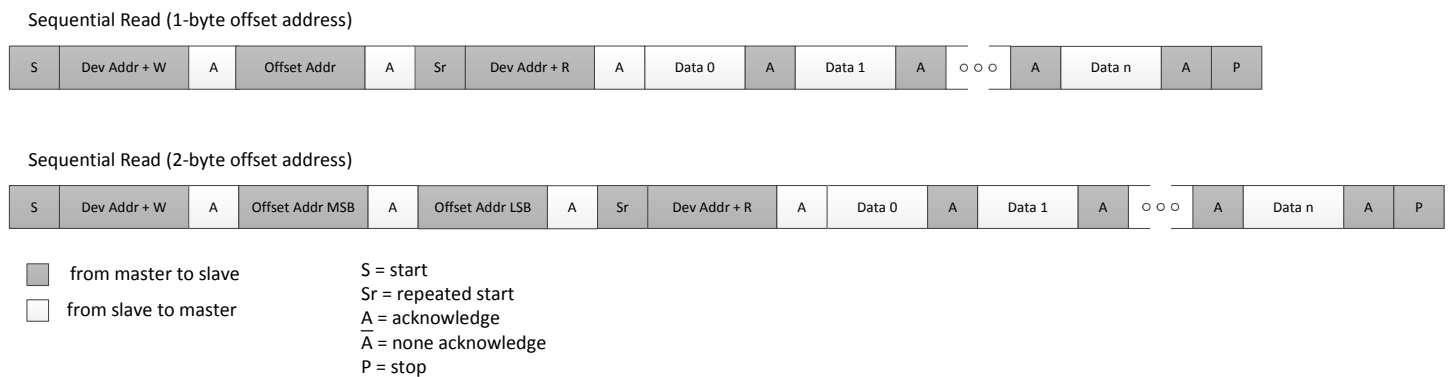 Sequential Read (1-byte offset address)
S Dev Addr + W A Offset Addr A Sr Dev Addr + R A Data 0 A Data 1 A ○ ○ ○ A Data n A P
Sequential Read (2-byte offset address)
S Dev Addr + W A Offset Addr MSB A Offset Addr LSB A Sr Dev Addr + R A Data 0 A Data 1 A ○ ○ ○ A Data n A P
from master to slave
from slave to master
S = start
Sr = repeated start
A = acknowledge
A̅ = none acknowledge
P = stop